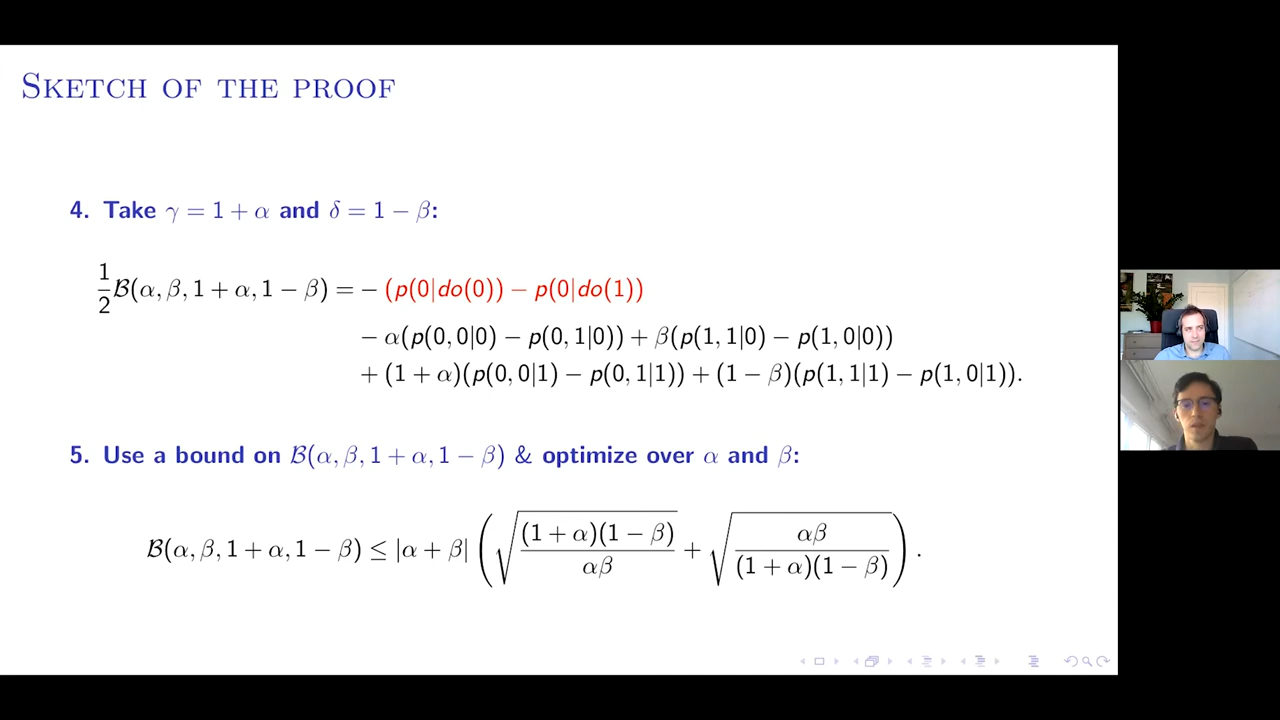 Sketch of the proof
4. Take γ = 1 + α and δ = 1 − β:
½ℬ(α, β, 1 + α, 1 − β) = − (p(0|do(0)) − p(0|do(1))
− α(p(0, 0|0) − p(0, 1|0)) + β(p(1, 1|0) − p(1, 0|0))
+ (1 + α)(p(0, 0|1) − p(0, 1|1)) + (1 − β)(p(1, 1|1) − p(1, 0|1)).
5. Use a bound on ℬ(α, β, 1 + α, 1 − β) & optimize over α and β:
ℬ(α, β, 1 + α, 1 − β) ≤ |α + β| ( √((1 + α)(1 − β) / αβ) + √(αβ / (1 + α)(1 − β)) ) .